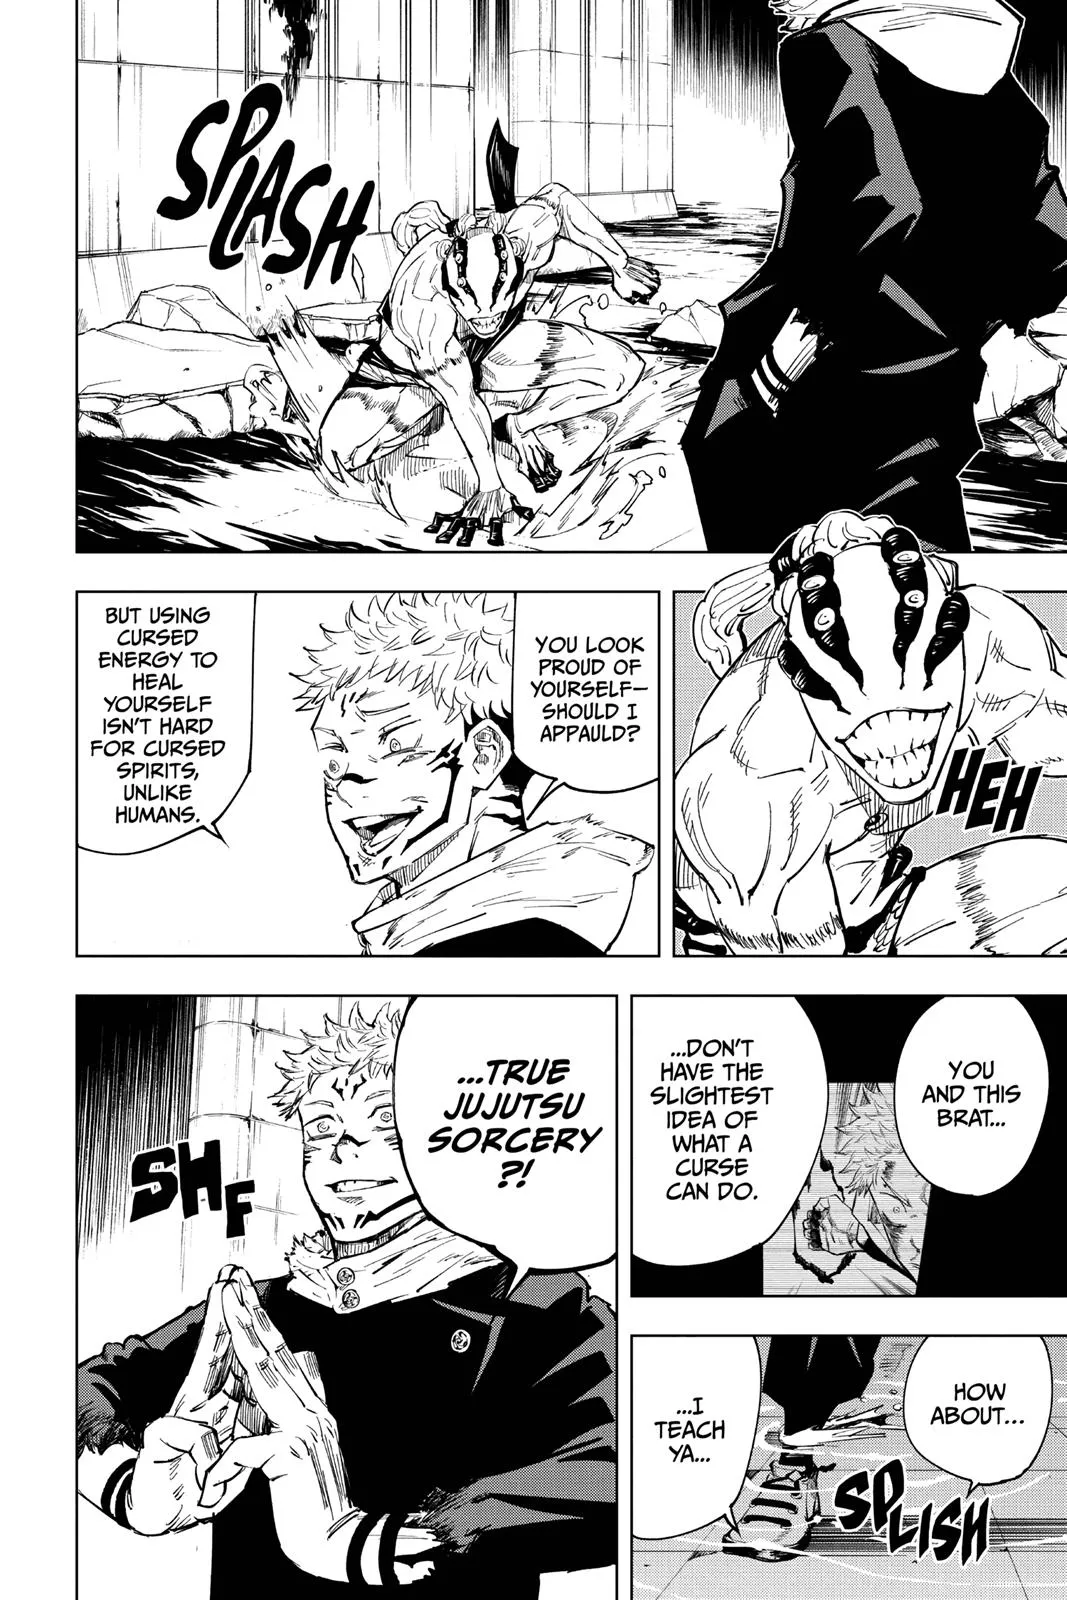 SPLASH
HEH
YOU LOOK
PROUD OF
YOURSELF—
SHOULD I
APPAULD?
BUT USING
CURSED
ENERGY TO
HEAL
YOURSELF
ISN'T HARD
FOR CURSED
SPIRITS,
UNLIKE
HUMANS.
YOU
AND THIS
BRAT...
...DON'T
HAVE THE
SLIGHTEST
IDEA OF
WHAT A
CURSE
CAN DO.
HOW
ABOUT...
SPLISH
...I
TEACH
YA...
...TRUE
JUJUTSU
SORCERY
?!
SHF